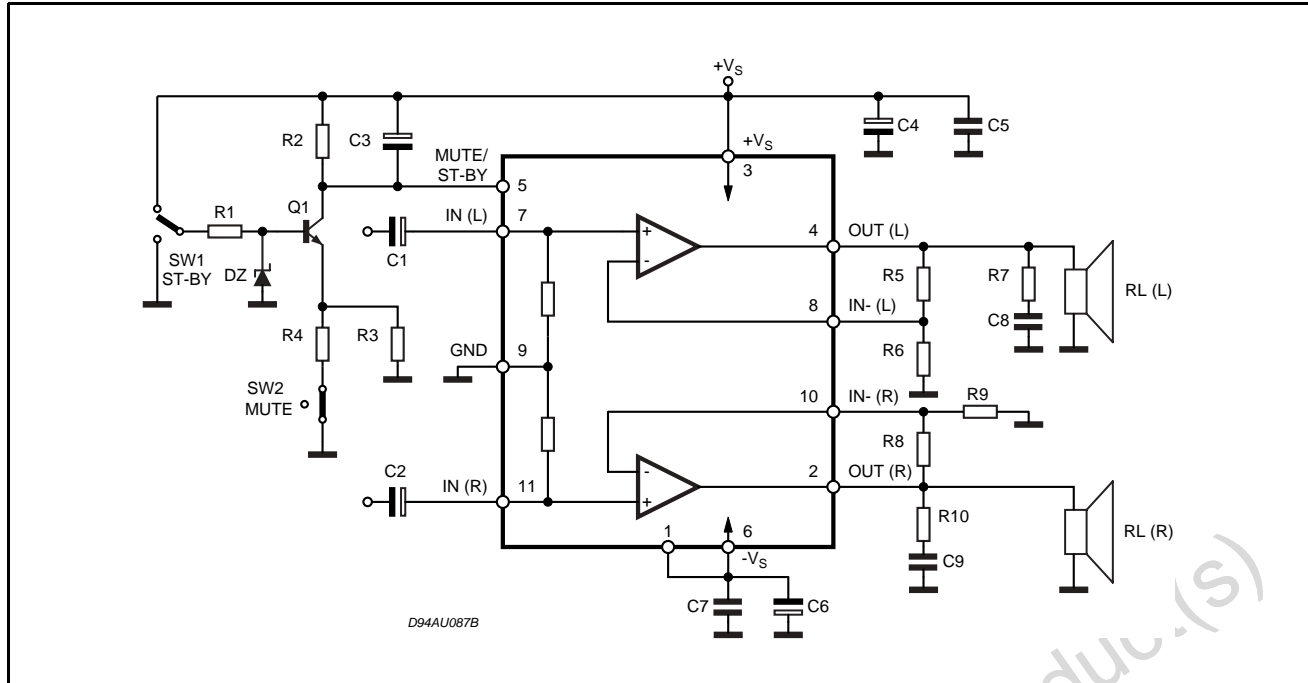 +VS
R2
C3
C4
C5
+VS
3
MUTE/
ST-BY
5
R1
Q1
IN (L)
7
4
OUT (L)
C1
SW1
ST-BY
DZ
R5
R7
RL (L)
8
IN- (L)
C8
R4
R3
GND
9
R6
SW2
MUTE
10
IN- (R)
R9
R8
C2
IN (R)
11
2
OUT (R)
1
6
-VS
R10
RL (R)
C9
C7
C6
D94AU087B
+
-
-
+